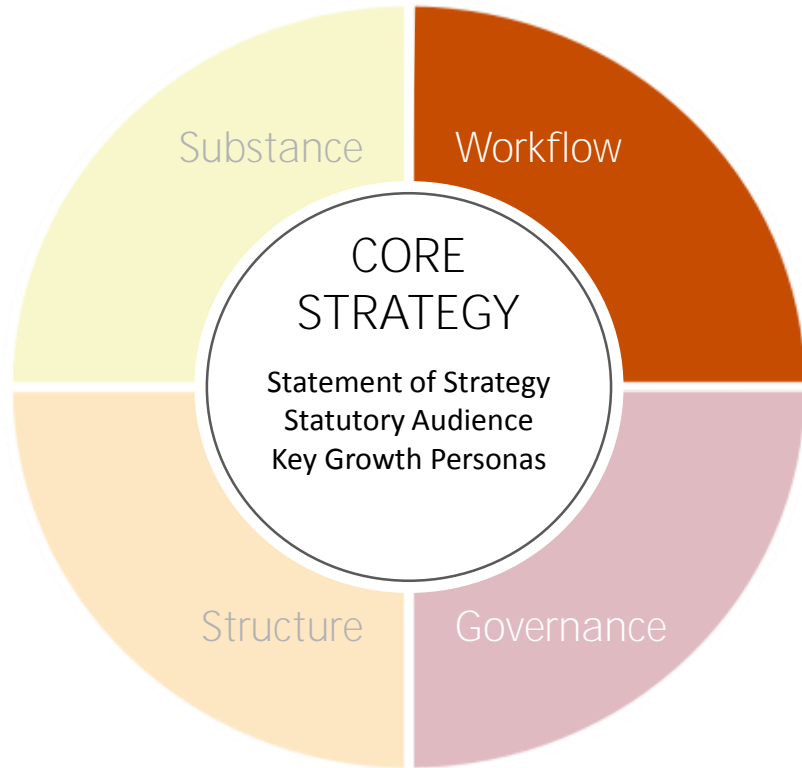 Substance
Workflow
CORE
STRATEGY
Statement of Strategy
Statutory Audience
Key Growth Personas
Structure
Governance